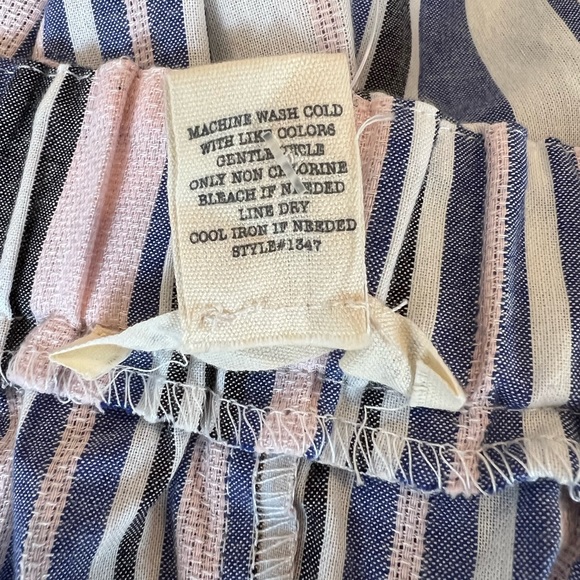 MACHINE WASH COLD
WITH LIKE COLORS
GENTLE CYCLE
ONLY NON CHLORINE
BLEACH IF NEEDED
LINE DRY
COOL IRON IF NEEDED
STYLE#1347